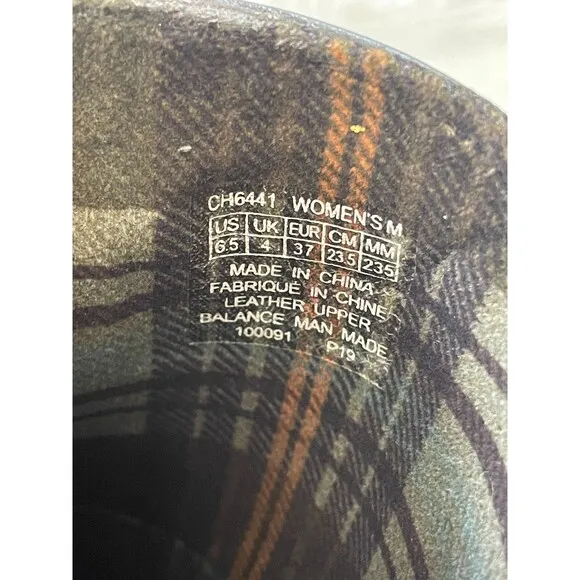 CH6441 WOMEN'S M
US UK EUR CM MM
6.5 4 37 23.5 235
MADE IN CHINA
FABRIQUE IN CHINE
LEATHER UPPER
BALANCE MAN MADE
100091 P19